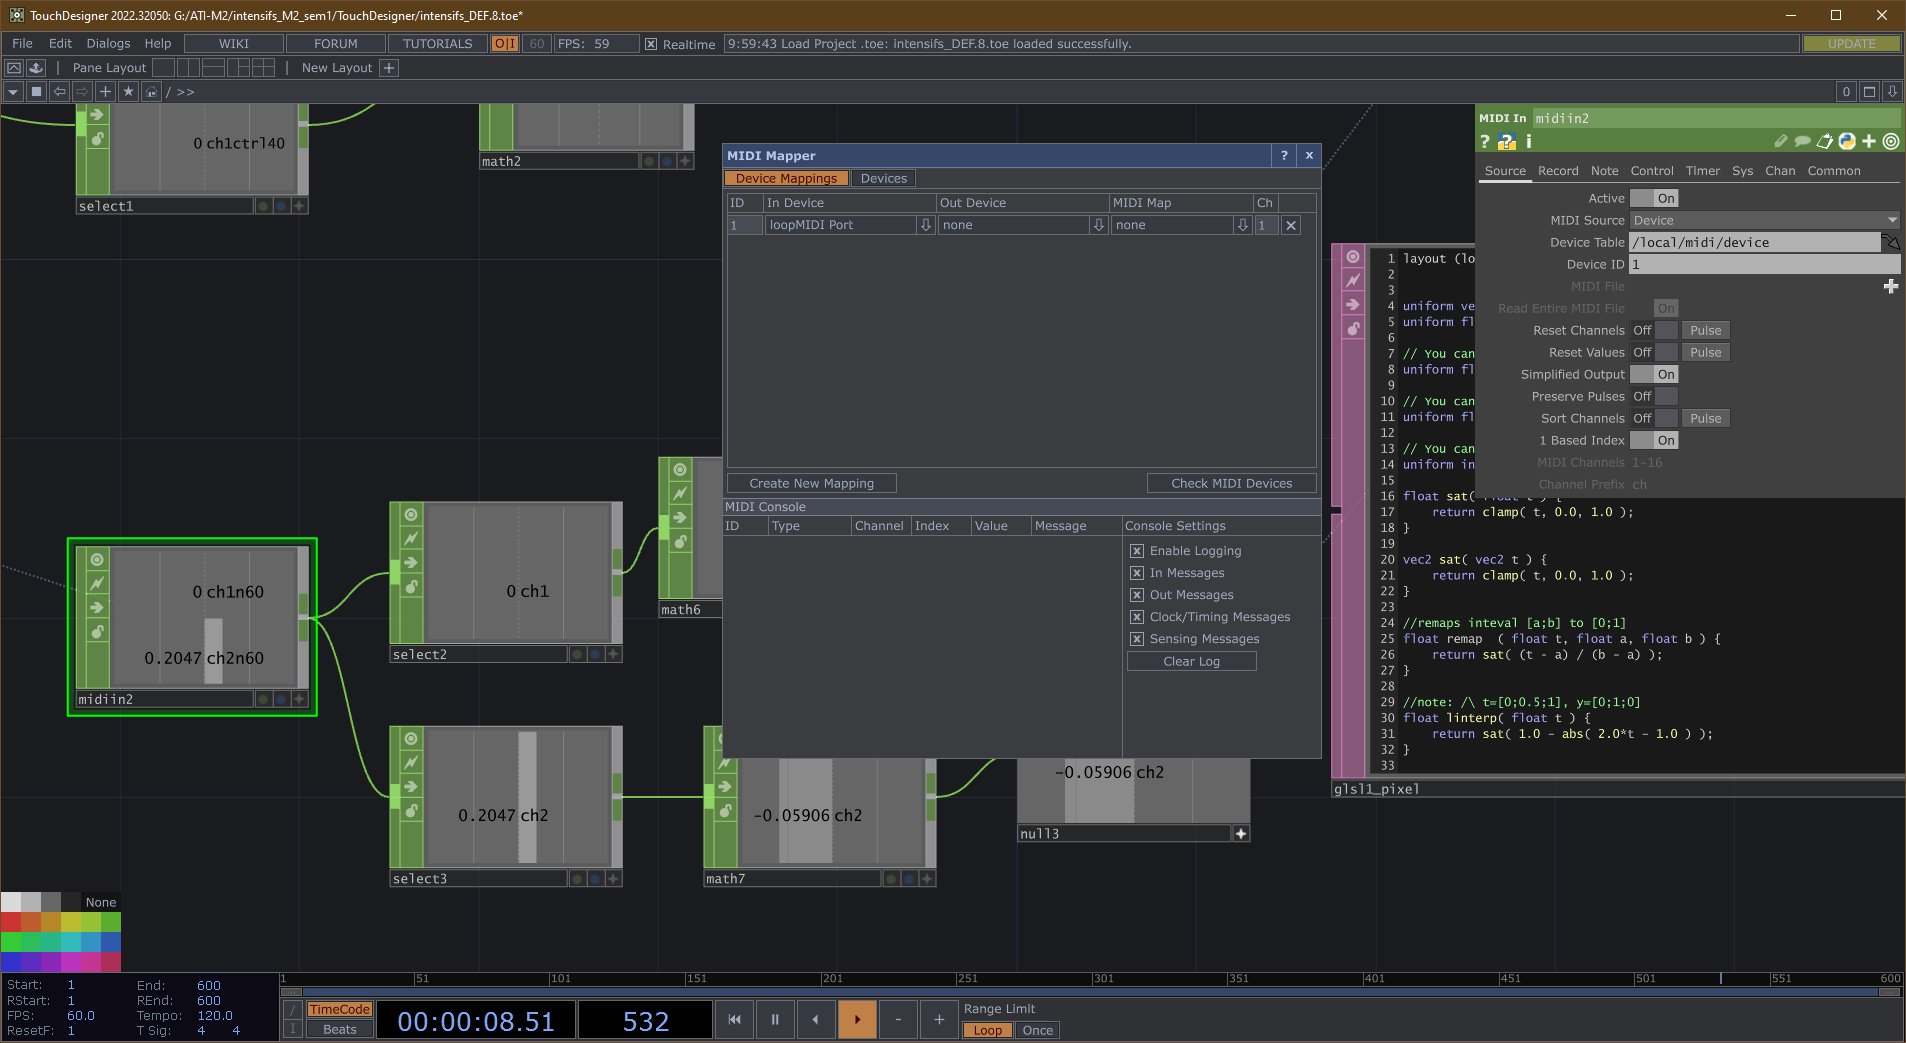 TouchDesigner 2022.32050: G:/ATI-M2/intensifs_M2_sem1/TouchDesigner/intensifs_DEF.8.toe*
File Edit Dialogs Help WIKI FORUM TUTORIALS O|I 60 FPS: 59 Realtime 9:59:43 Load Project .toe: intensifs_DEF.8.toe loaded successfully. UPDATE
Pane Layout New Layout +
/ >> 0
0 ch1ctrl40
select1
math2
0 ch1n60
0.2047 ch2n60
midiin2
0 ch1
select2
math6
0.2047 ch2
select3
-0.05906 ch2
math7
-0.05906 ch2
null3
MIDI Mapper ? x
Device Mappings Devices
ID In Device Out Device MIDI Map Ch
1 loopMIDI Port none none 1
Create New Mapping Check MIDI Devices
MIDI Console
ID Type Channel Index Value Message Console Settings
Enable Logging
In Messages
Out Messages
Clock/Timing Messages
Sensing Messages
Clear Log
MIDI In midiin2
? ? i
Source Record Note Control Timer Sys Chan Common
Active On
MIDI Source Device
Device Table /local/midi/device
Device ID 1
MIDI File
Read Entire MIDI File On
Reset Channels Off Pulse
Reset Values Off Pulse
Simplified Output On
Preserve Pulses Off
Sort Channels Off Pulse
1 Based Index On
MIDI Channels 1-16
Channel Prefix ch
1 layout (lo
2
3
4 uniform ve
5 uniform fl
6
7 // You can
8 uniform fl
9
10 // You can
11 uniform fl
12
13 // You can
14 uniform in
15
16 float sat( float t ) {
17 return clamp( t, 0.0, 1.0 );
18 }
19
20 vec2 sat( vec2 t ) {
21 return clamp( t, 0.0, 1.0 );
22 }
23
24 //remaps inteval [a;b] to [0;1]
25 float remap ( float t, float a, float b ) {
26 return sat( (t - a) / (b - a) );
27 }
28
29 //note: /\ t=[0;0.5;1], y=[0;1;0]
30 float linterp( float t ) {
31 return sat( 1.0 - abs( 2.0*t - 1.0 ) );
32 }
33
glsl1_pixel
None
1 51 101 151 201 251 301 351 401 451 501 551 600
Start: 1 End: 600
RStart: 1 REnd: 600
FPS: 60.0 Tempo: 120.0
ResetF: 1 T Sig: 4 4
/ TimeCode
I Beats
00:00:08.51 532
- +
Range Limit
Loop Once